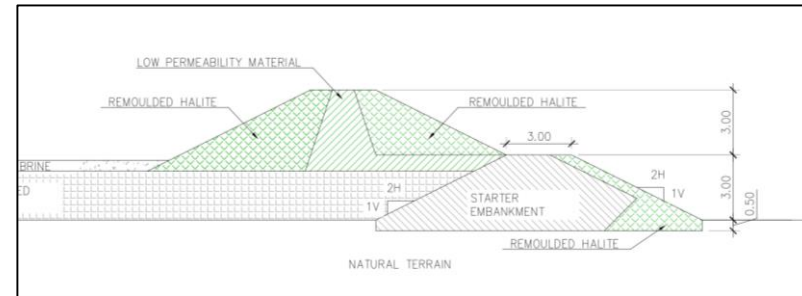 LOW PERMEABILITY MATERIAL
REMOULDED HALITE
REMOULDED HALITE
3.00
3.00
BRINE
ED
2H
1V
STARTER
EMBANKMENT
2H
1V
3.00
0.50
REMOULDED HALITE
NATURAL TERRAIN